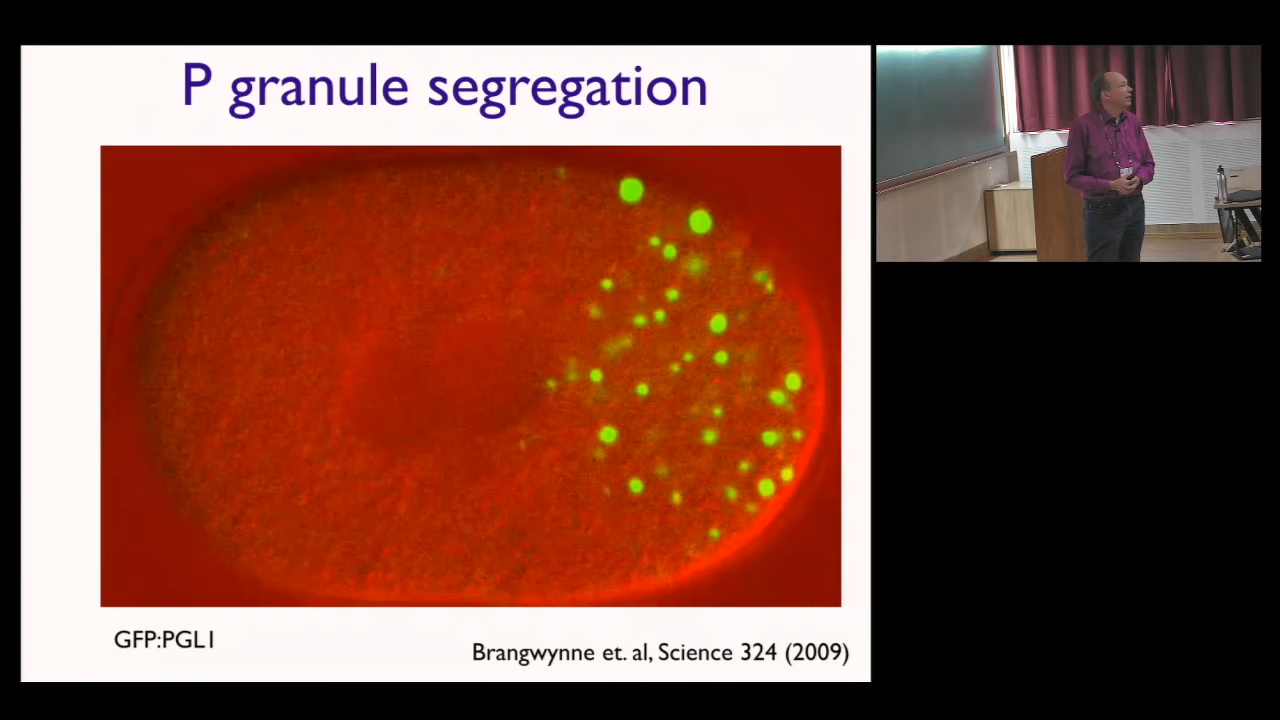 P granule segregation
GFP:PGL1
Brangwynne et. al, Science 324 (2009)